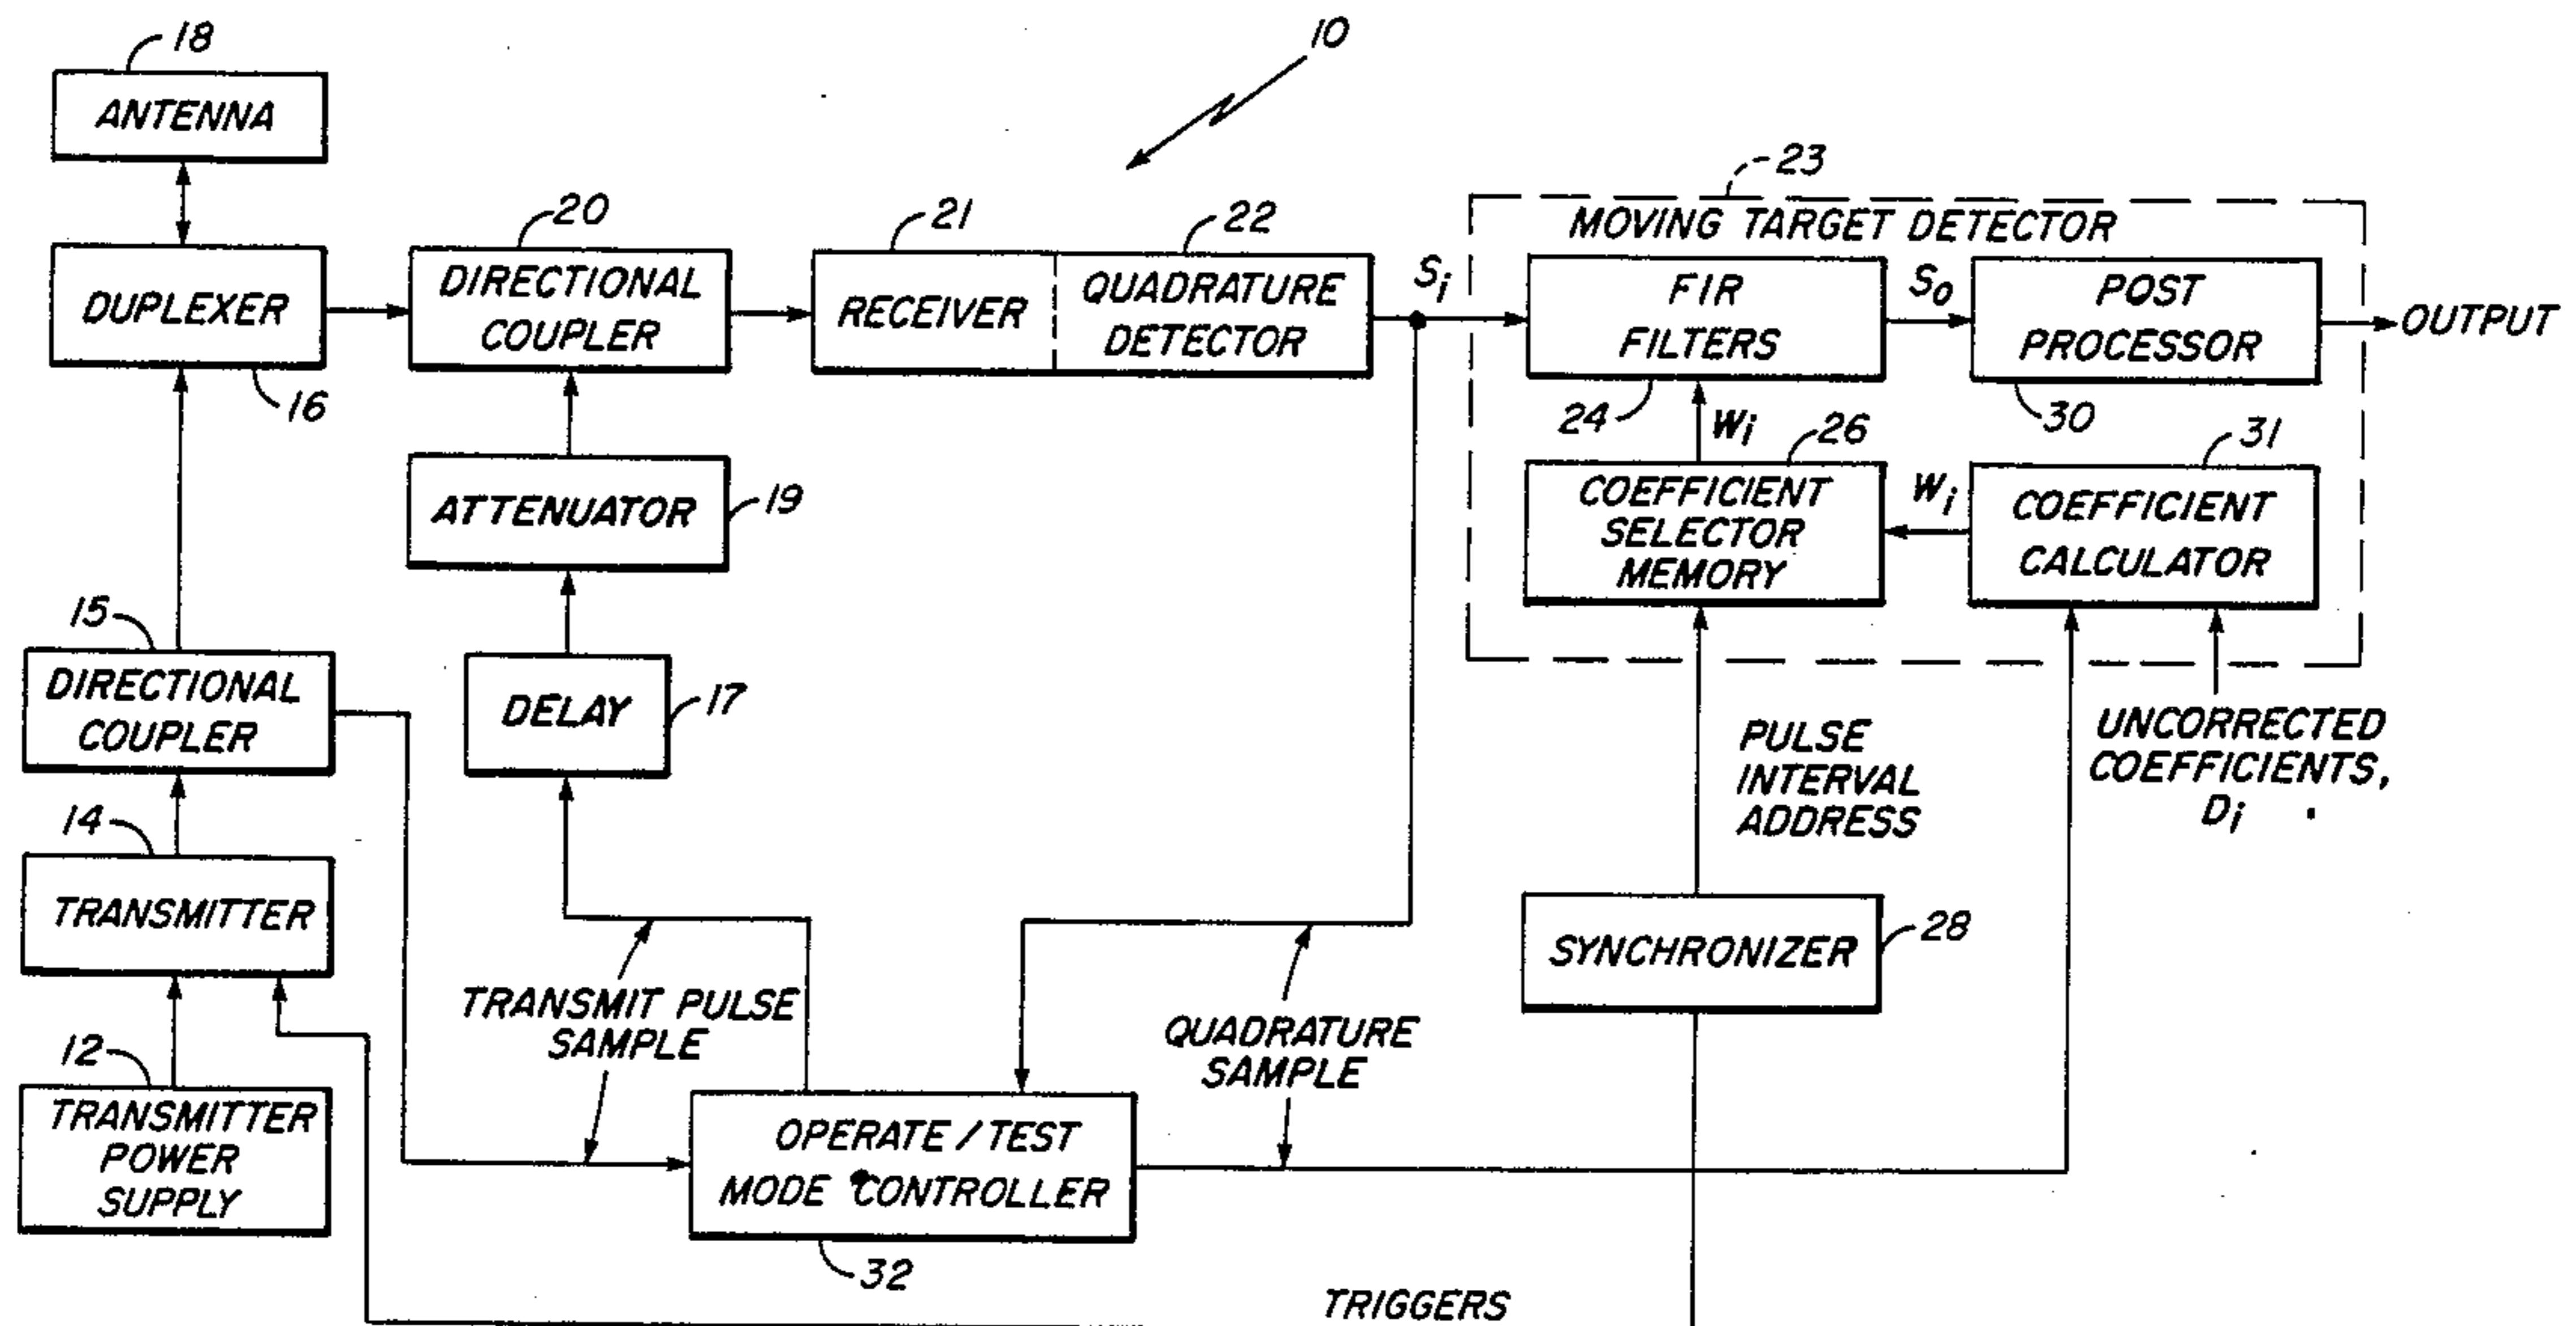 10
18
ANTENNA
20
21
22
23
MOVING TARGET DETECTOR
DUPLEXER
16
DIRECTIONAL
COUPLER
RECEIVER
QUADRATURE
DETECTOR
Si
FIR
FILTERS
24
So
POST
PROCESSOR
30
OUTPUT
Wi
26
31
ATTENUATOR
19
COEFFICIENT
SELECTOR
MEMORY
Wi
COEFFICIENT
CALCULATOR
15
DIRECTIONAL
COUPLER
DELAY
17
PULSE
INTERVAL
ADDRESS
UNCORRECTED
COEFFICIENTS,
Di
14
TRANSMITTER
SYNCHRONIZER
28
TRANSMIT PULSE
SAMPLE
QUADRATURE
SAMPLE
12
TRANSMITTER
POWER
SUPPLY
OPERATE / TEST
MODE CONTROLLER
32
TRIGGERS